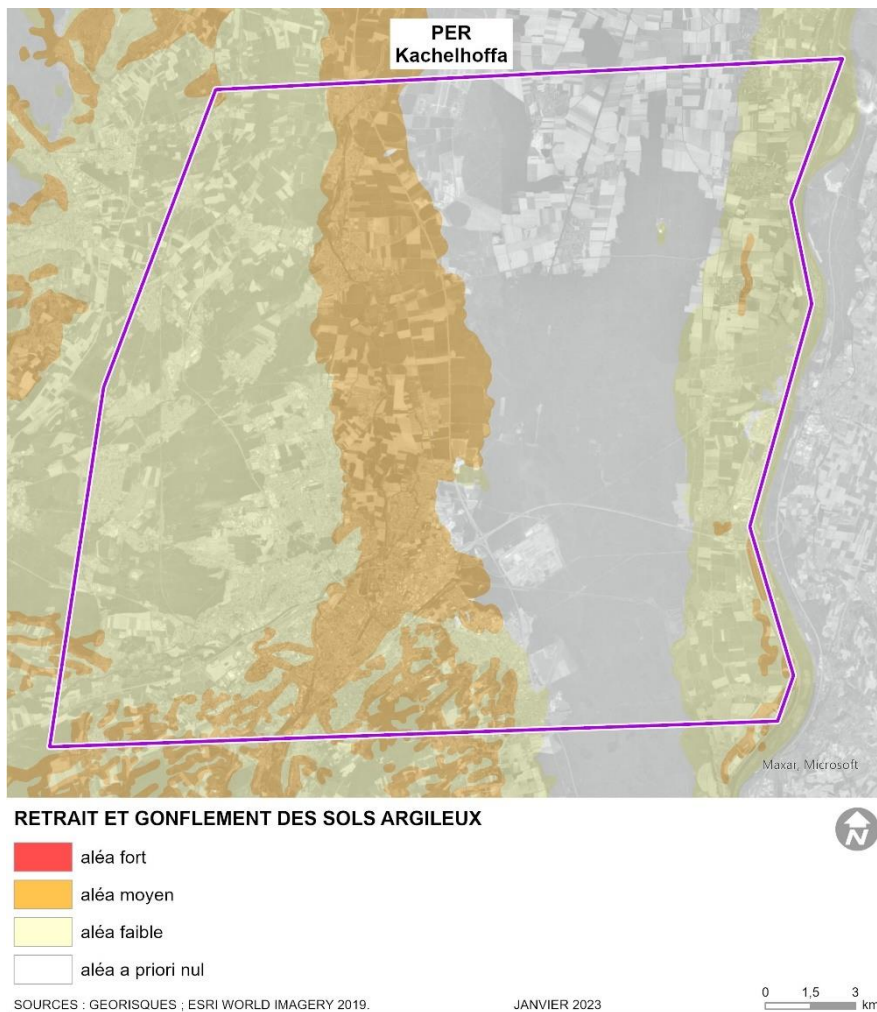 PER
Kachelhoffa
Maxar, Microsoft
RETRAIT ET GONFLEMENT DES SOLS ARGILEUX
N
aléa fort
aléa moyen
aléa faible
aléa a priori nul
SOURCES : GEORISQUES ; ESRI WORLD IMAGERY 2019.
JANVIER 2023
0 1,5 3
km